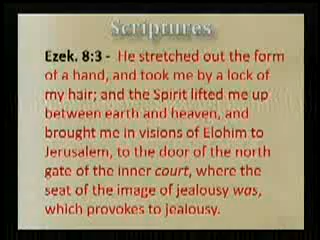 Scriptures
Ezek. 8:3 - He stretched out the form
of a hand, and took me by a lock of
my hair; and the Spirit lifted me up
between earth and heaven, and
brought me in visions of Elohim to
Jerusalem, to the door of the north
gate of the inner court, where the
seat of the image of jealousy was,
which provokes to jealousy.